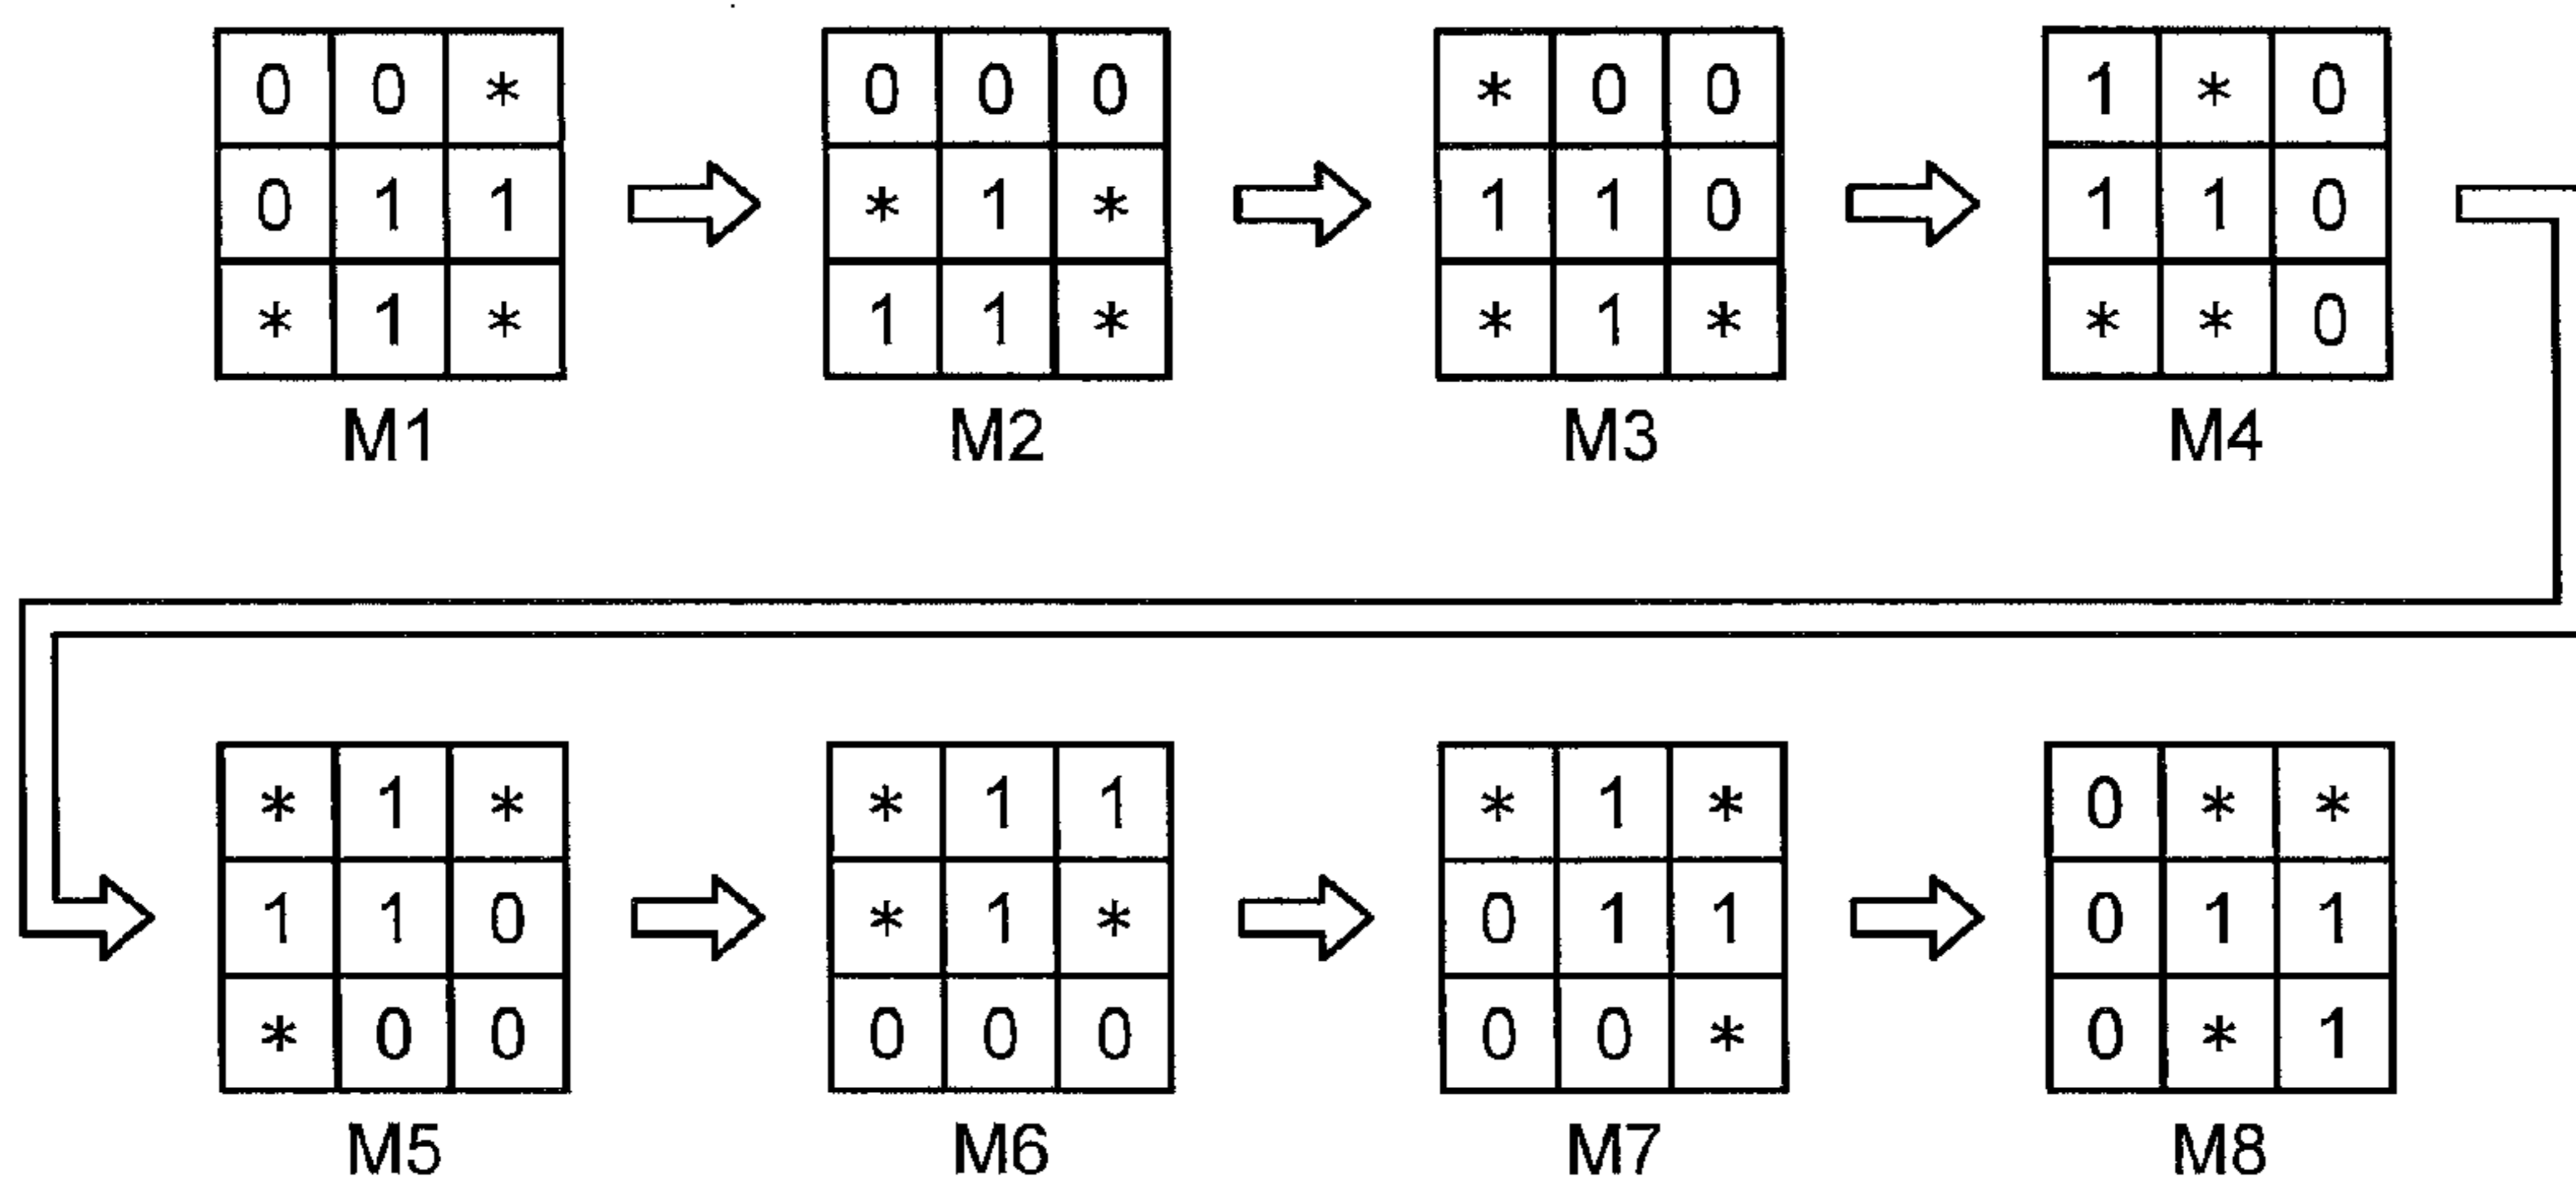 0 0 * 0 0 0 * 0 0 1 * 0
0 1 1 * 1 * 1 1 0 1 1 0
* 1 * 1 1 * * 1 * * * 0
M1 M2 M3 M4
* 1 * * 1 1 * 1 * 0 * *
1 1 0 * 1 * 0 1 1 0 1 1
* 0 0 0 0 0 0 0 * 0 * 1
M5 M6 M7 M8